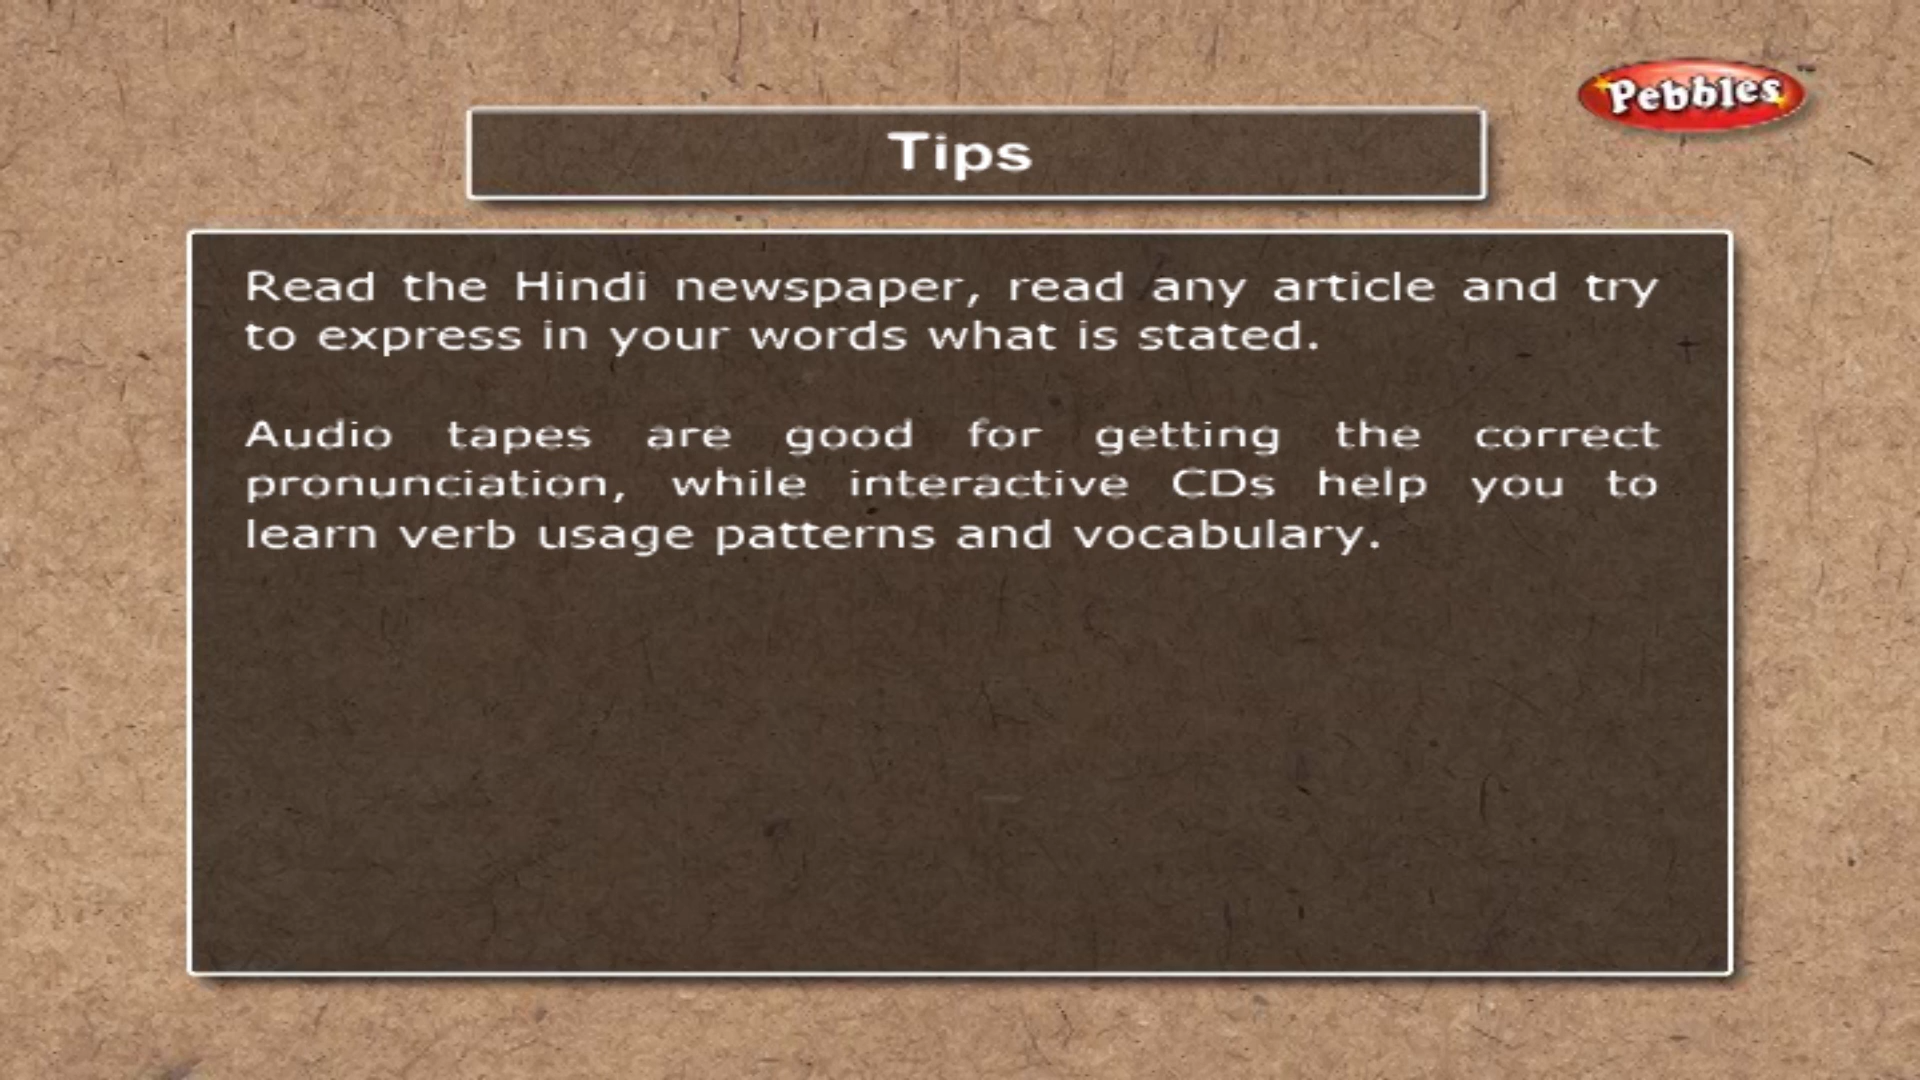 Pebbles
Tips
Read the Hindi newspaper, read any article and try
to express in your words what is stated.
Audio tapes are good for getting the correct
pronunciation, while interactive CDs help you to
learn verb usage patterns and vocabulary.